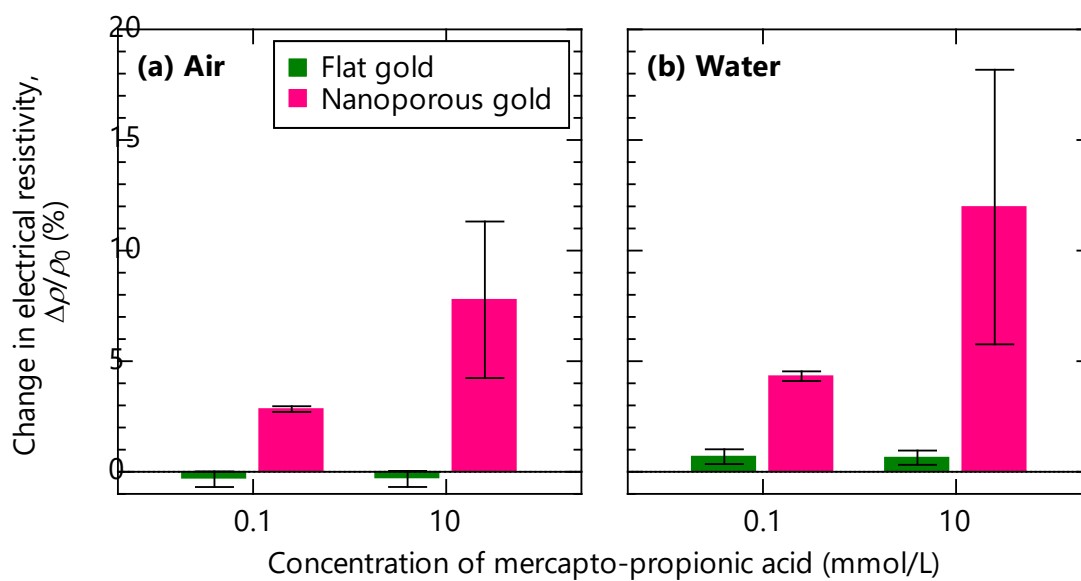 20
15
10
5
0
Change in electrical resistivity,
Δρ/ρ0 (%)
(a) Air
Flat gold
Nanoporous gold
(b) Water
0.1
10
0.1
10
Concentration of mercapto-propionic acid (mmol/L)